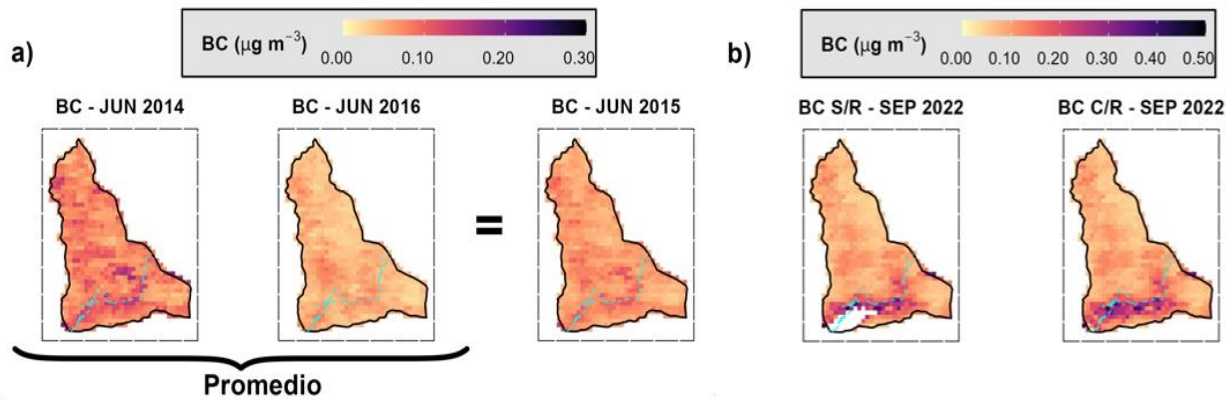 a)
BC (μg m⁻³)
0.00 0.10 0.20 0.30
BC - JUN 2014
BC - JUN 2016
BC - JUN 2015
=
Promedio
b)
BC (μg m⁻³)
0.00 0.10 0.20 0.30 0.40 0.50
BC S/R - SEP 2022
BC C/R - SEP 2022